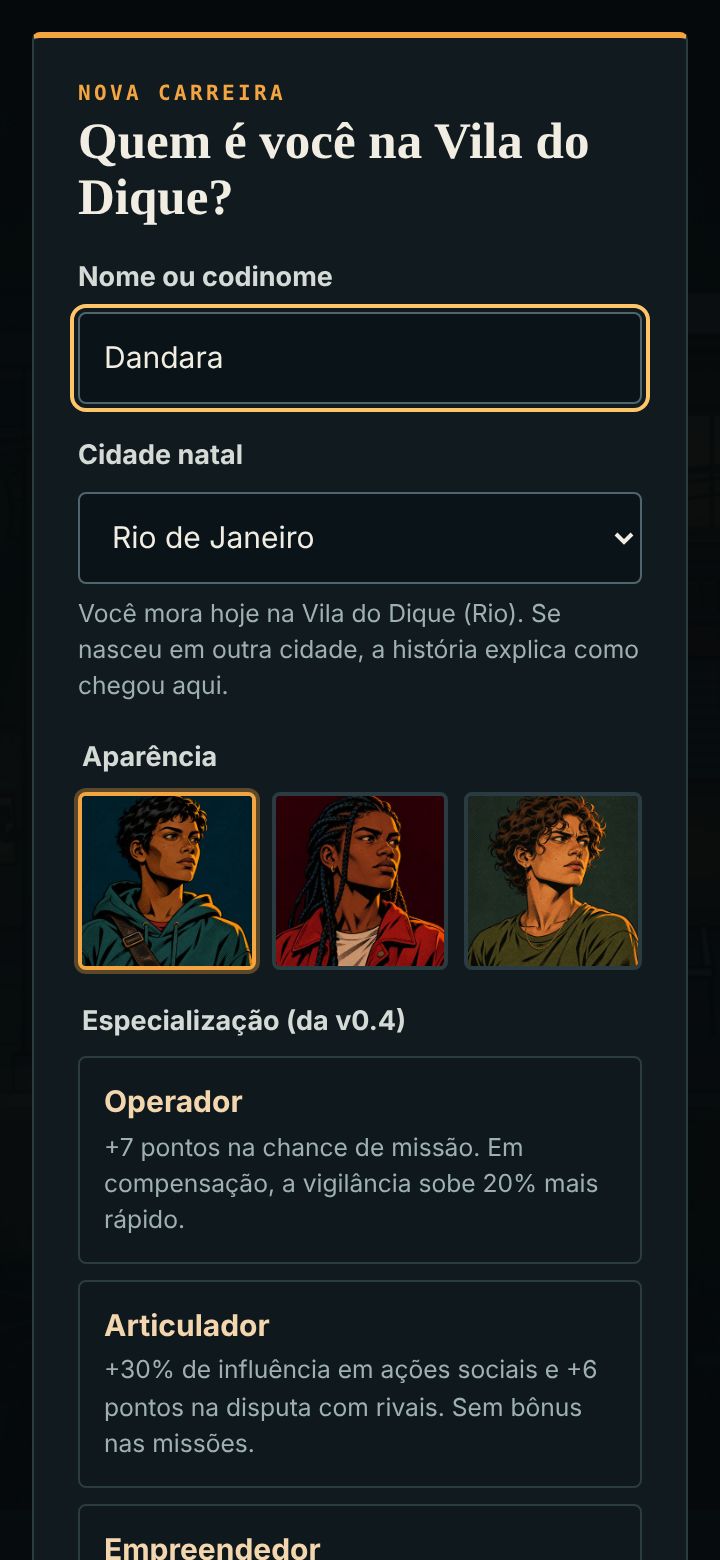 NOVA CARREIRA
Quem é você na Vila do
Dique?
Nome ou codinome
Dandara
Cidade natal
Rio de Janeiro
Você mora hoje na Vila do Dique (Rio). Se
nasceu em outra cidade, a história explica como
chegou aqui.
Aparência
Especialização (da v0.4)
Operador
+7 pontos na chance de missão. Em
compensação, a vigilância sobe 20% mais
rápido.
Articulador
+30% de influência em ações sociais e +6
pontos na disputa com rivais. Sem bônus
nas missões.
Empreendedor